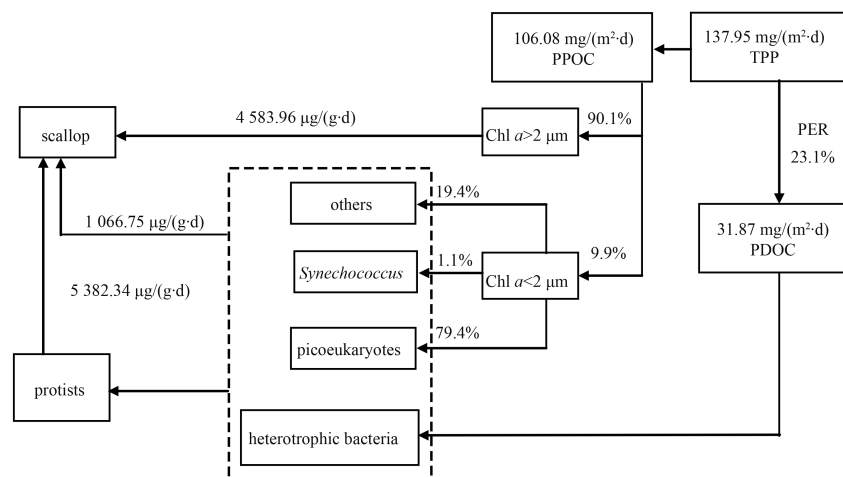 106.08 mg/(m²·d)
PPOC
137.95 mg/(m²·d)
TPP
4 583.96 μg/(g·d)
scallop
Chl a>2 μm
90.1%
PER
23.1%
others
19.4%
1 066.75 μg/(g·d)
31.87 mg/(m²·d)
PDOC
Synechococcus
1.1%
Chl a<2 μm
9.9%
5 382.34 μg/(g·d)
picoeukaryotes
79.4%
protists
heterotrophic bacteria